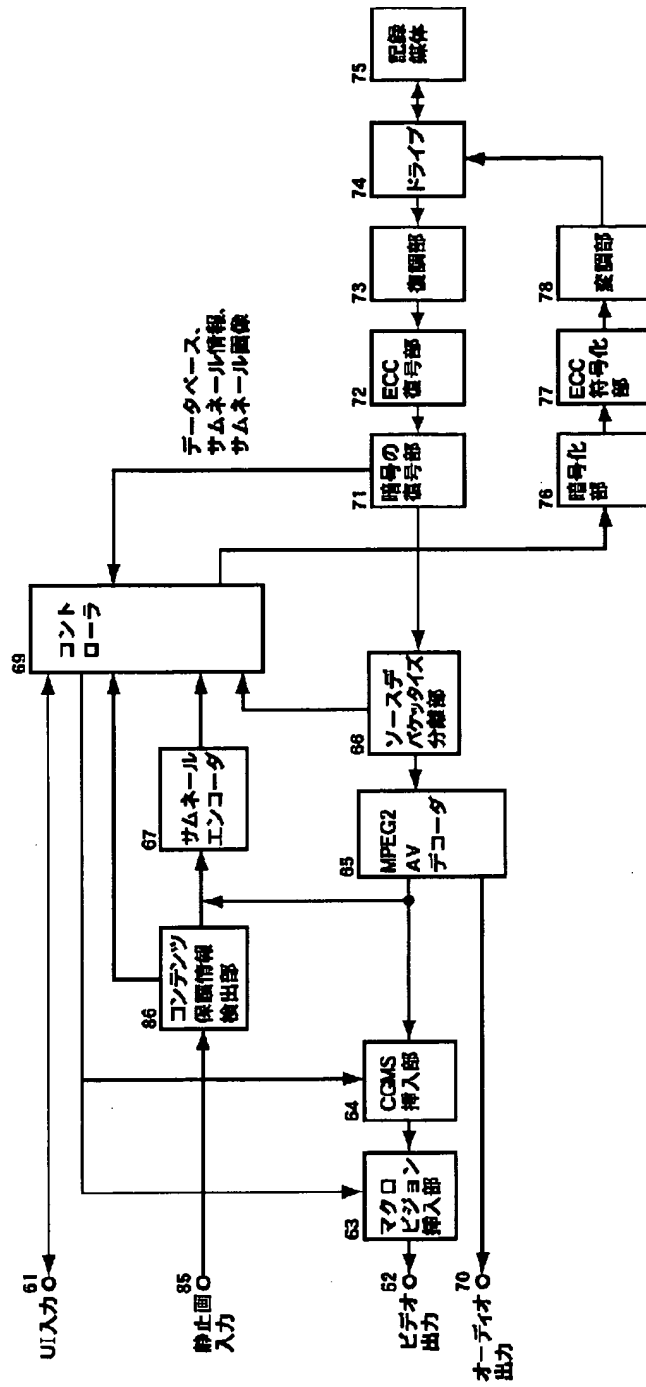 61
UI入力
85
静止画
入力
62
ビデオ
出力
70
オーディオ
出力
63
マクロ
ビジョン
挿入部
64
CGMS
挿入部
86
コンテンツ
保護情報
検出部
67
サムネール
エンコーダ
65
MPEG2
AV
デコーダ
66
ソースデ
パケッタイズ
分離部
69
コント
ローラ
データベース、
サムネール情報、
サムネール画像
71
暗号の
復号部
72
ECC
復号部
73
復調部
74
ドライブ
75
記録
媒体
76
暗号化
部
77
ECC
符号化
部
78
変調部